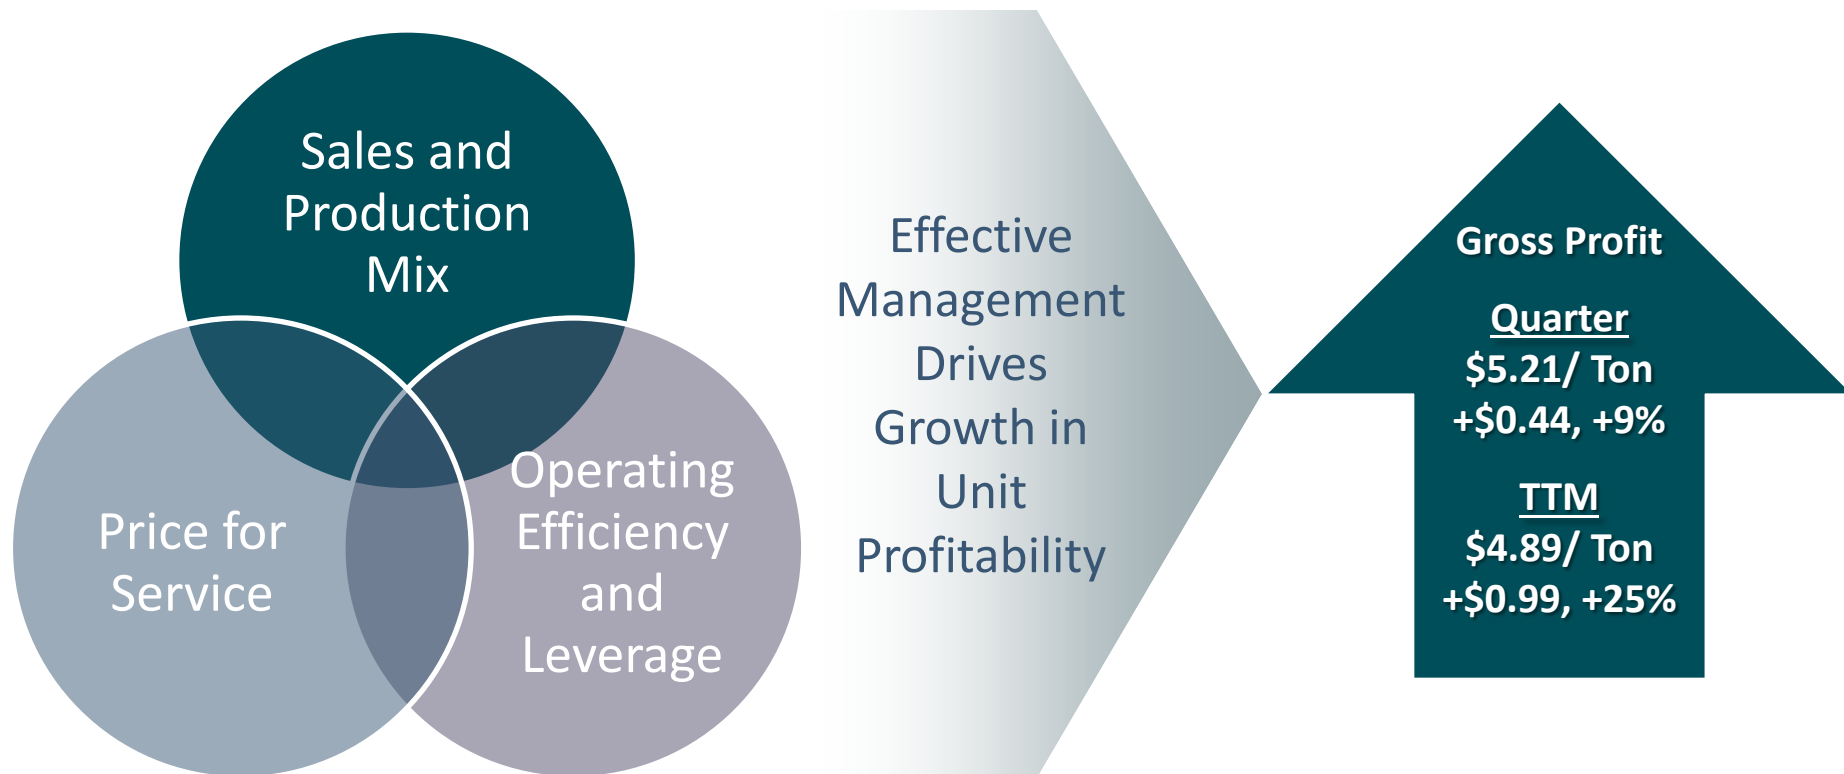 Sales and
Production
Mix
Price for
Service
Operating
Efficiency
and
Leverage
Effective
Management
Drives
Growth in
Unit
Profitability
Gross Profit
Quarter
$5.21/ Ton
+$0.44, +9%
TTM
$4.89/ Ton
+$0.99, +25%